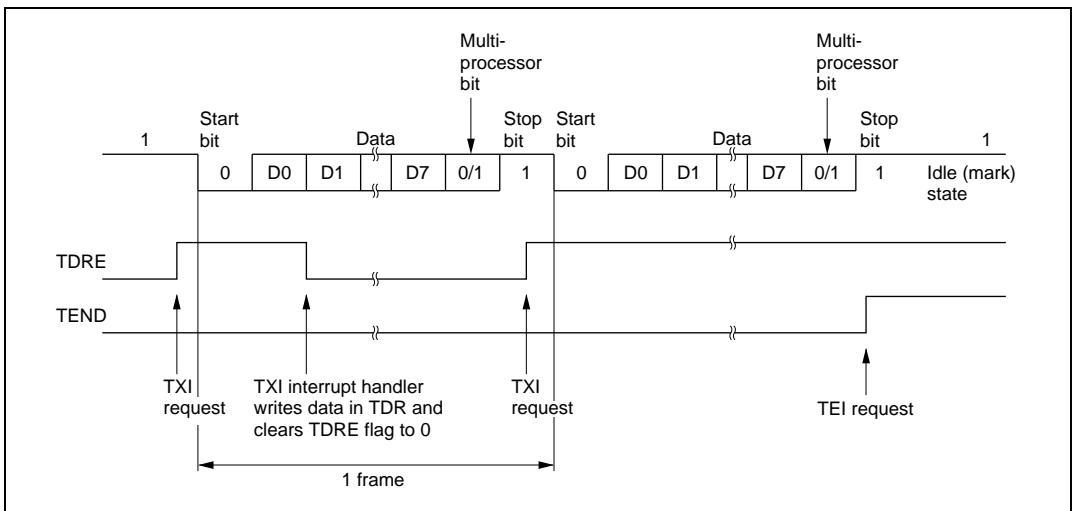 Multi-
processor
bit
Multi-
processor
bit
1
Start
bit
Data
Stop
bit
Start
bit
Data
Stop
bit
1
0 D0 D1 D7 0/1 1 0 D0 D1 D7 0/1 1 Idle (mark)
state
TDRE
TEND
TXI
request
TXI interrupt handler
writes data in TDR and
clears TDRE flag to 0
TXI
request
TEI request
1 frame